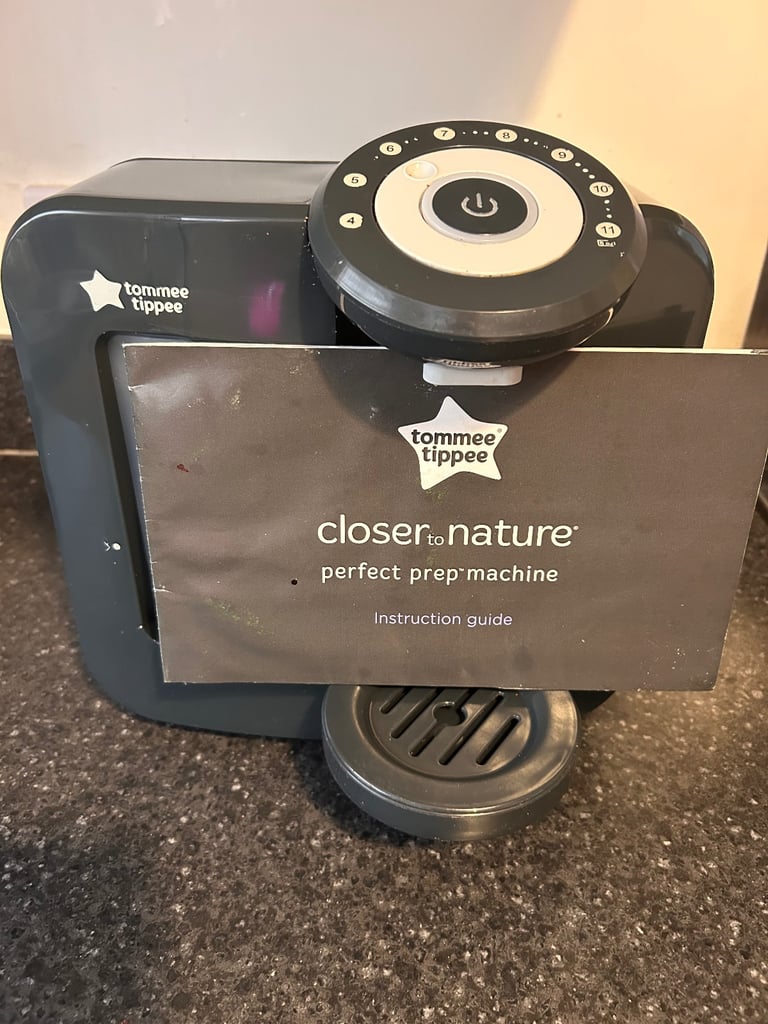 4
5
6
7
8
9
10
11
tommee
tippee
tommee®
tippee
closer to nature®
perfect prep™ machine
Instruction guide